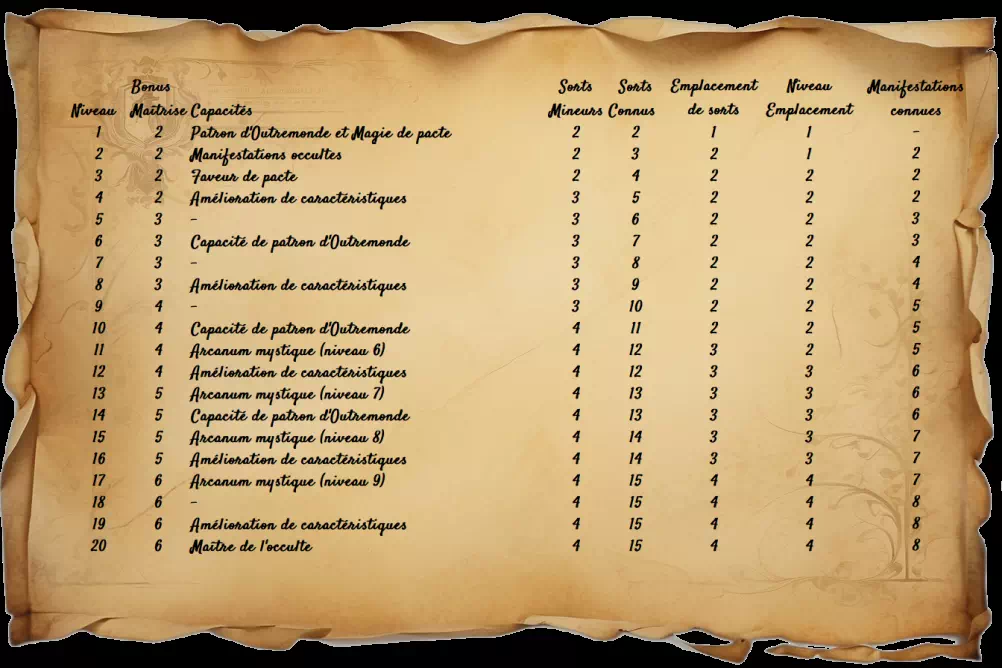 Bonus Sorts Sorts Emplacement Niveau Manifestations
Niveau Maîtrise Capacités Mineurs Connus de sorts Emplacement connues
1 2 Patron d'Outremonde et Magie de pacte 2 2 1 1 -
2 2 Manifestations occultes 2 3 2 1 2
3 2 Faveur de pacte 2 4 2 2 2
4 2 Amélioration de caractéristiques 3 5 2 2 2
5 3 - 3 6 2 2 3
6 3 Capacité de patron d'Outremonde 3 7 2 2 3
7 3 - 3 8 2 2 4
8 3 Amélioration de caractéristiques 3 9 2 2 4
9 4 - 3 10 2 2 5
10 4 Capacité de patron d'Outremonde 4 11 2 2 5
11 4 Arcanum mystique (niveau 6) 4 12 3 2 5
12 4 Amélioration de caractéristiques 4 12 3 3 6
13 5 Arcanum mystique (niveau 7) 4 13 3 3 6
14 5 Capacité de patron d'Outremonde 4 13 3 3 6
15 5 Arcanum mystique (niveau 8) 4 14 3 3 7
16 5 Amélioration de caractéristiques 4 14 3 3 7
17 6 Arcanum mystique (niveau 9) 4 15 4 4 7
18 6 - 4 15 4 4 8
19 6 Amélioration de caractéristiques 4 15 4 4 8
20 6 Maître de l'occulte 4 15 4 4 8